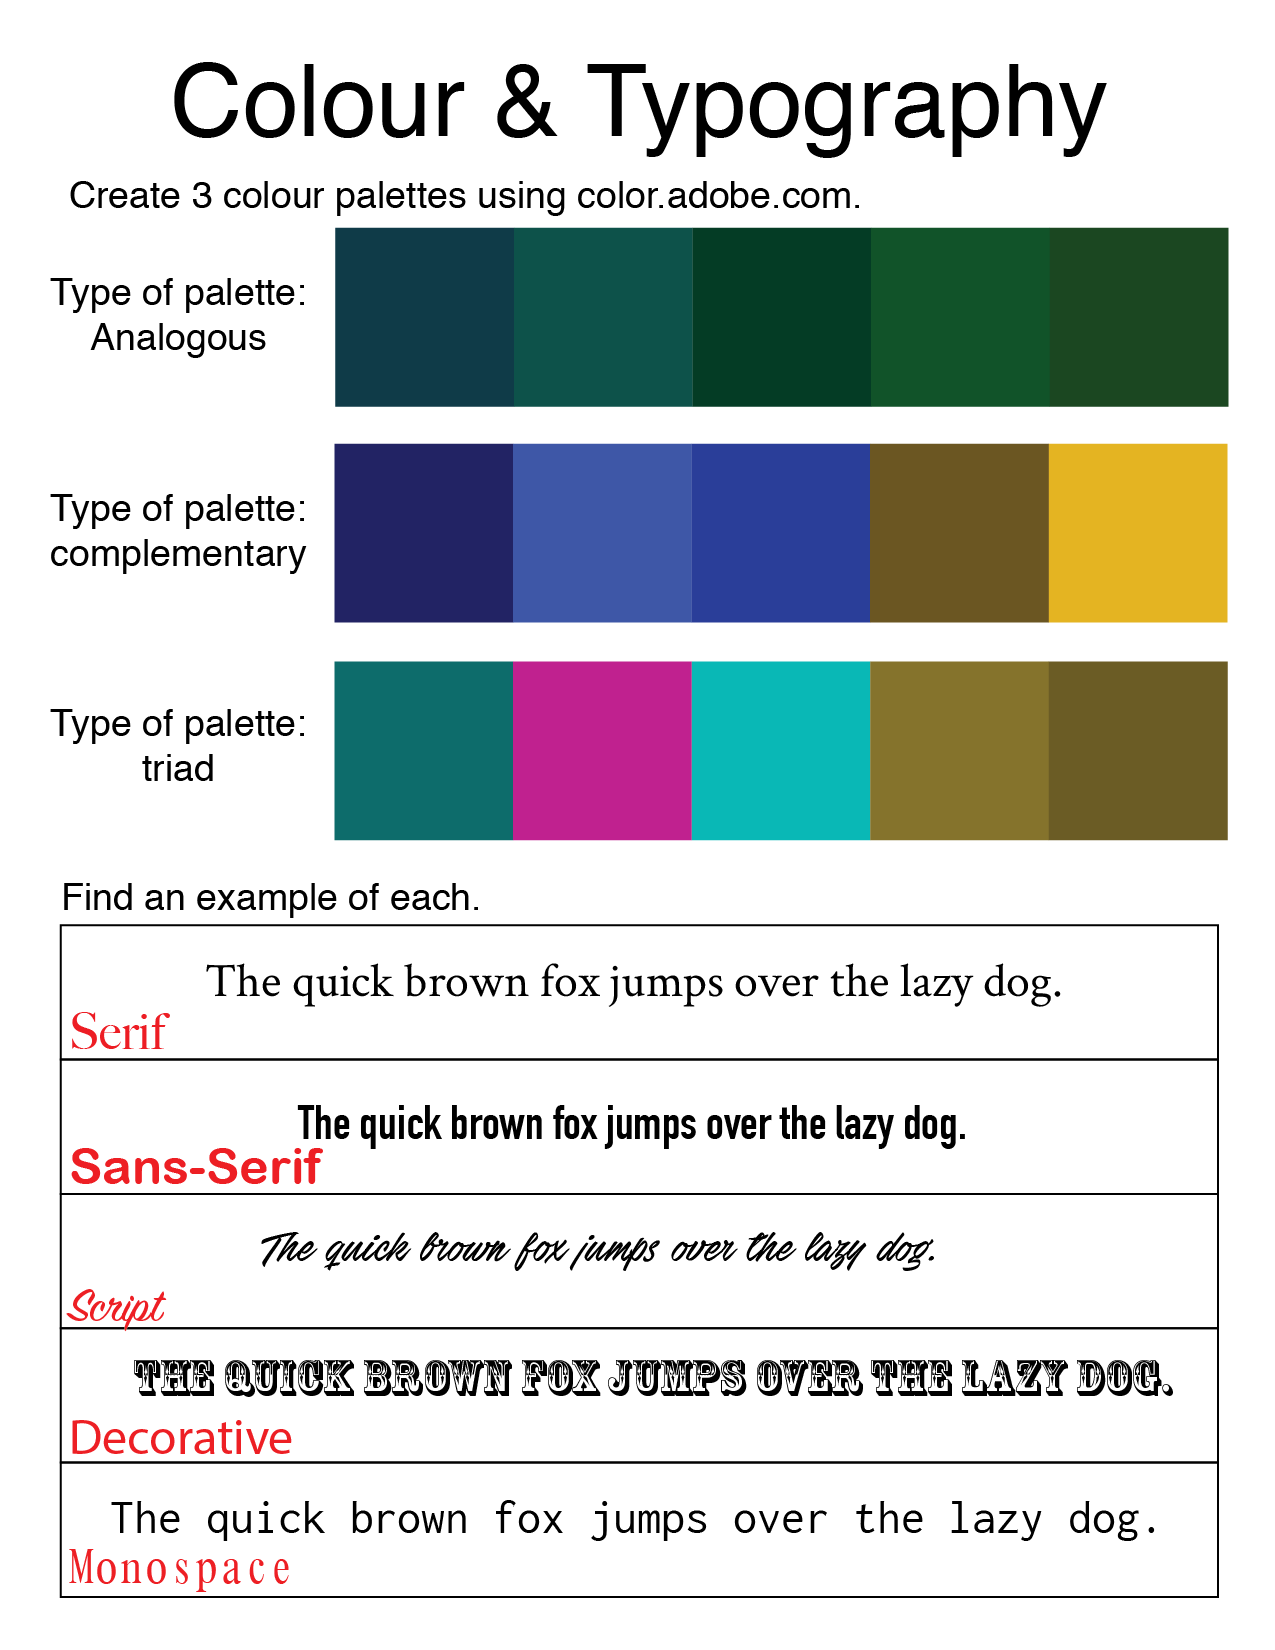 Colour & Typography
Create 3 colour palettes using color.adobe.com.
Type of palette:
Analogous
Type of palette:
complementary
Type of palette:
triad
Find an example of each.
The quick brown fox jumps over the lazy dog.
Serif
The quick brown fox jumps over the lazy dog.
Sans-Serif
The quick brown fox jumps over the lazy dog.
Script
THE QUICK BROWN FOX JUMPS OVER THE LAZY DOG.
Decorative
The quick brown fox jumps over the lazy dog.
Monospace